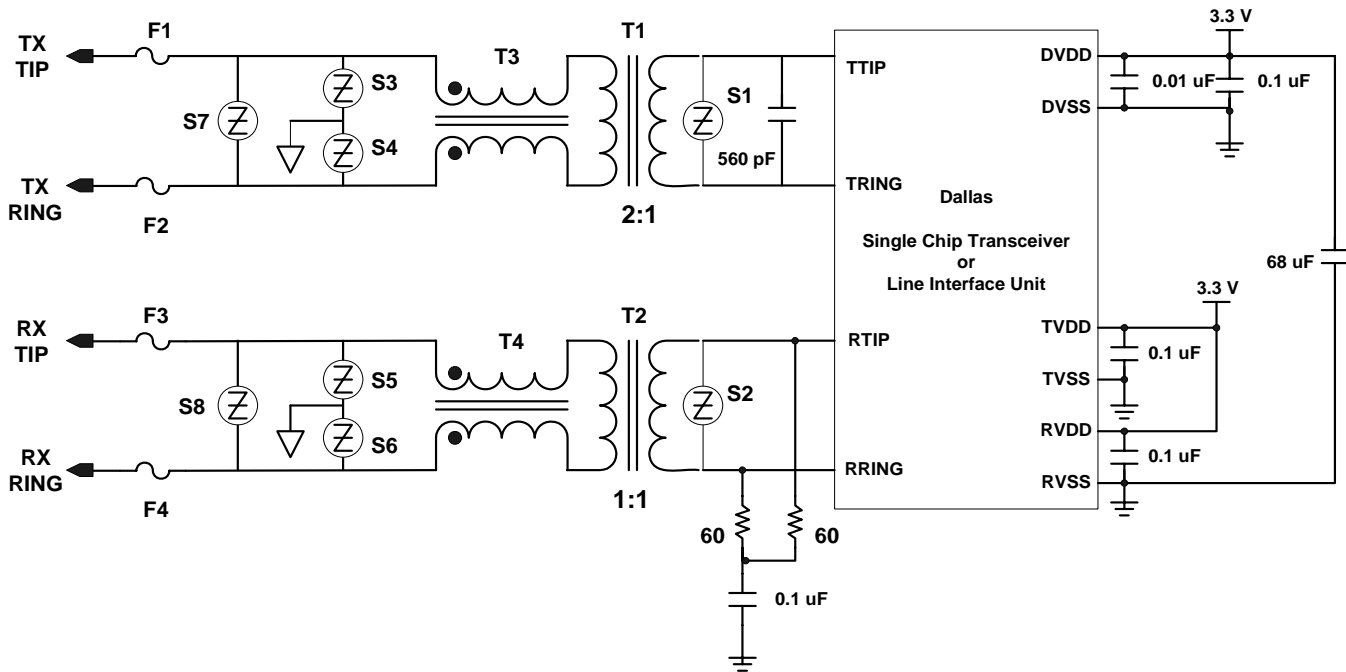 TX
TIP
F1
S7
S3
S4
T3
T1
S1
560 pF
2:1
TX
RING
F2
TTIP
TRING
Dallas
Single Chip Transceiver
or
Line Interface Unit
DVDD
DVSS
3.3 V
0.01 uF
0.1 uF
68 uF
3.3 V
TVDD
0.1 uF
TVSS
RVDD
0.1 uF
RVSS
RX
TIP
F3
S8
S5
S6
T4
T2
S2
1:1
RX
RING
F4
RTIP
RRING
60
60
0.1 uF